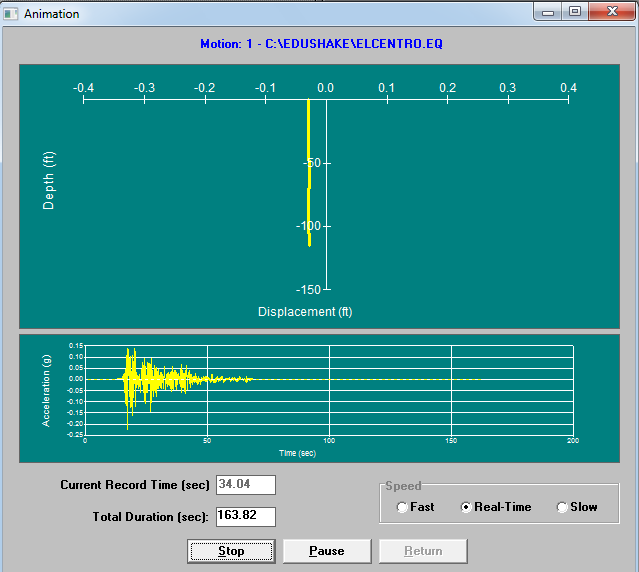 Animation
Motion: 1 - C:\EDUSHAKE\ELCENTRO.EQ
-0.4 -0.3 -0.2 -0.1 0.0 0.1 0.2 0.3 0.4
Depth (ft)
-50
-100
-150
Displacement (ft)
Acceleration (g)
0.15
0.10
0.05
0.00
-0.05
-0.10
-0.15
-0.20
-0.25
0 50 100 150 200
Time (sec)
Current Record Time (sec) 34.04
Total Duration (sec): 163.82
Speed
Fast Real-Time Slow
Stop Pause Return